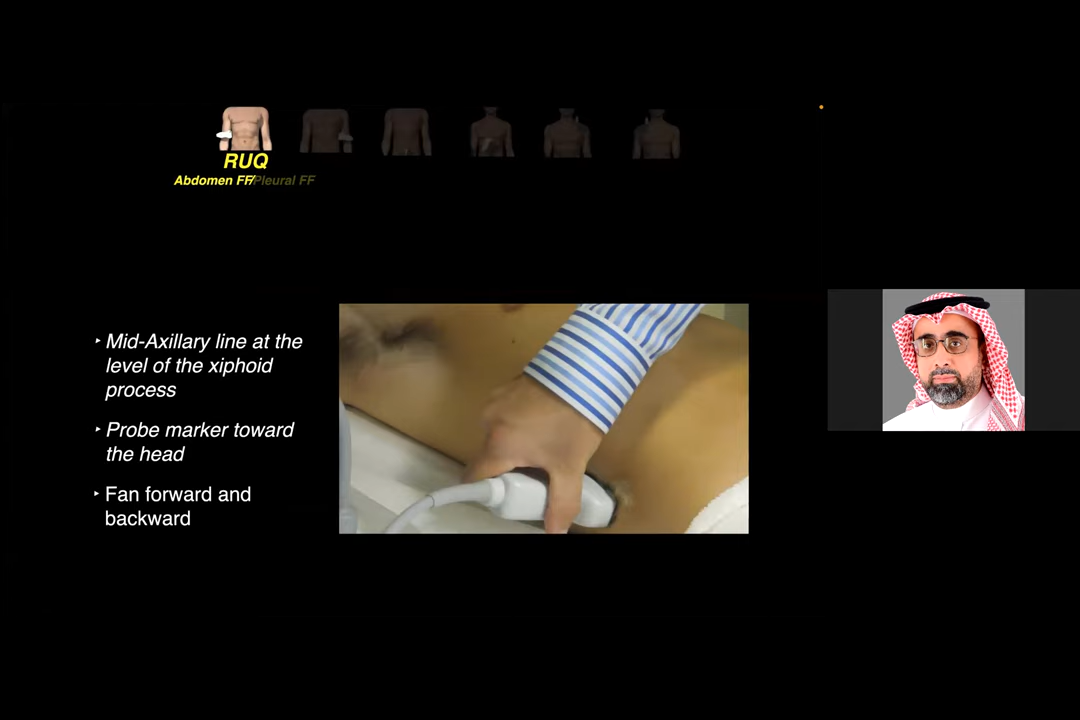 RUQ
Abdomen FF/Pleural FF
‣ Mid-Axillary line at the
level of the xiphoid
process
‣ Probe marker toward
the head
‣ Fan forward and
backward